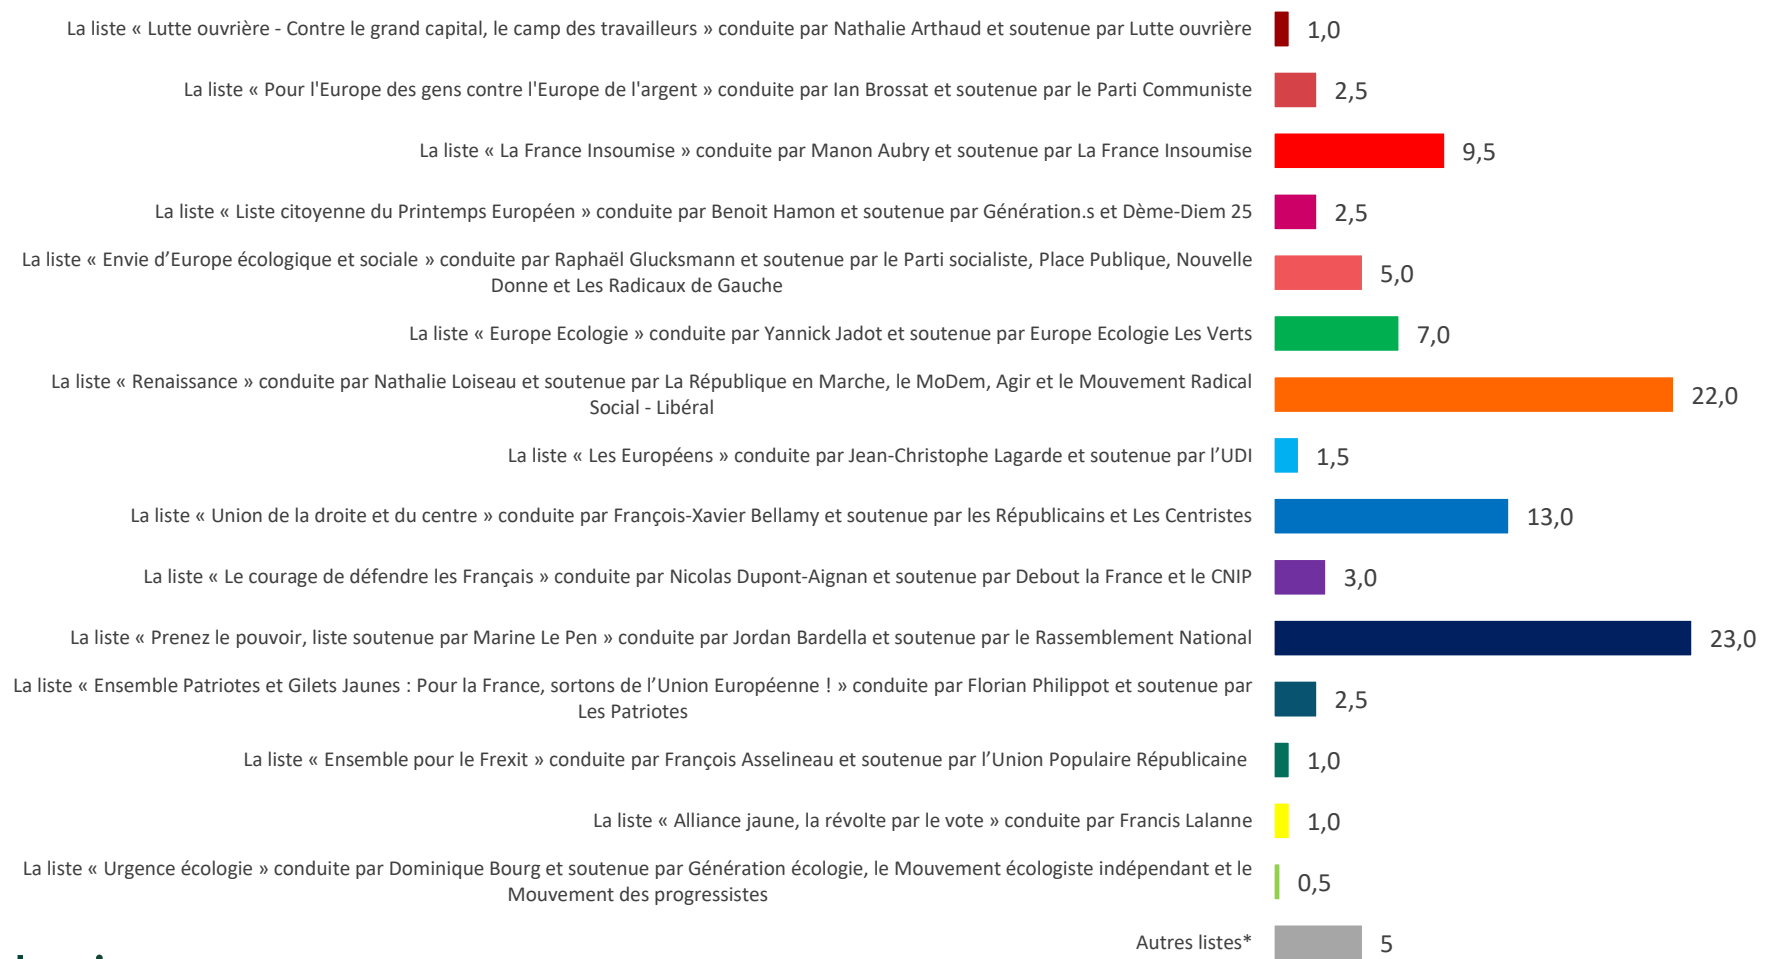 La liste « Lutte ouvrière - Contre le grand capital, le camp des travailleurs » conduite par Nathalie Arthaud et soutenue par Lutte ouvrière 1,0
La liste « Pour l'Europe des gens contre l'Europe de l'argent » conduite par Ian Brossat et soutenue par le Parti Communiste 2,5
La liste « La France Insoumise » conduite par Manon Aubry et soutenue par La France Insoumise 9,5
La liste « Liste citoyenne du Printemps Européen » conduite par Benoit Hamon et soutenue par Génération.s et Dème-Diem 25 2,5
La liste « Envie d’Europe écologique et sociale » conduite par Raphaël Glucksmann et soutenue par le Parti socialiste, Place Publique, Nouvelle
Donne et Les Radicaux de Gauche 5,0
La liste « Europe Ecologie » conduite par Yannick Jadot et soutenue par Europe Ecologie Les Verts 7,0
La liste « Renaissance » conduite par Nathalie Loiseau et soutenue par La République en Marche, le MoDem, Agir et le Mouvement Radical
Social - Libéral 22,0
La liste « Les Européens » conduite par Jean-Christophe Lagarde et soutenue par l’UDI 1,5
La liste « Union de la droite et du centre » conduite par François-Xavier Bellamy et soutenue par les Républicains et Les Centristes 13,0
La liste « Le courage de défendre les Français » conduite par Nicolas Dupont-Aignan et soutenue par Debout la France et le CNIP 3,0
La liste « Prenez le pouvoir, liste soutenue par Marine Le Pen » conduite par Jordan Bardella et soutenue par le Rassemblement National 23,0
La liste « Ensemble Patriotes et Gilets Jaunes : Pour la France, sortons de l’Union Européenne ! » conduite par Florian Philippot et soutenue par
Les Patriotes 2,5
La liste « Ensemble pour le Frexit » conduite par François Asselineau et soutenue par l’Union Populaire Républicaine 1,0
La liste « Alliance jaune, la révolte par le vote » conduite par Francis Lalanne 1,0
La liste « Urgence écologie » conduite par Dominique Bourg et soutenue par Génération écologie, le Mouvement écologiste indépendant et le
Mouvement des progressistes 0,5
Autres listes* 5